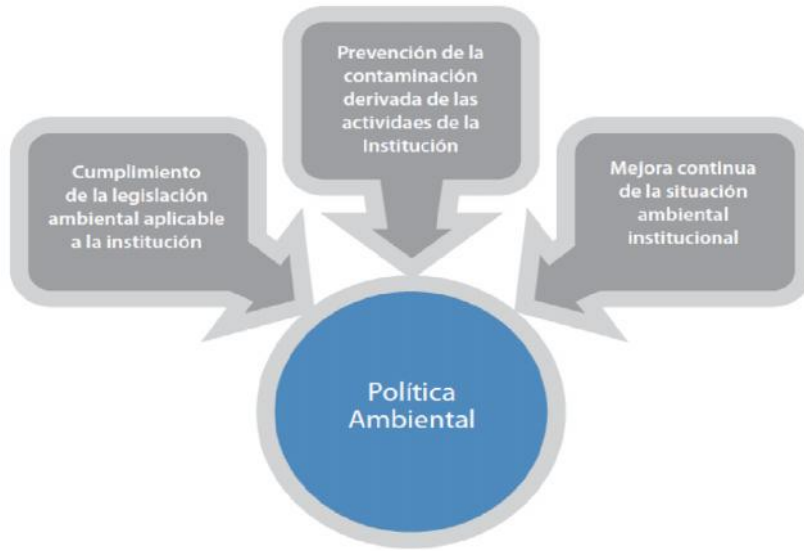 Prevención de la
contaminación
derivada de las
actividaes de la
Institución
Cumplimiento
de la legislación
ambiental aplicable
a la institución
Mejora continua
de la situación
ambiental
institucional
Política
Ambiental